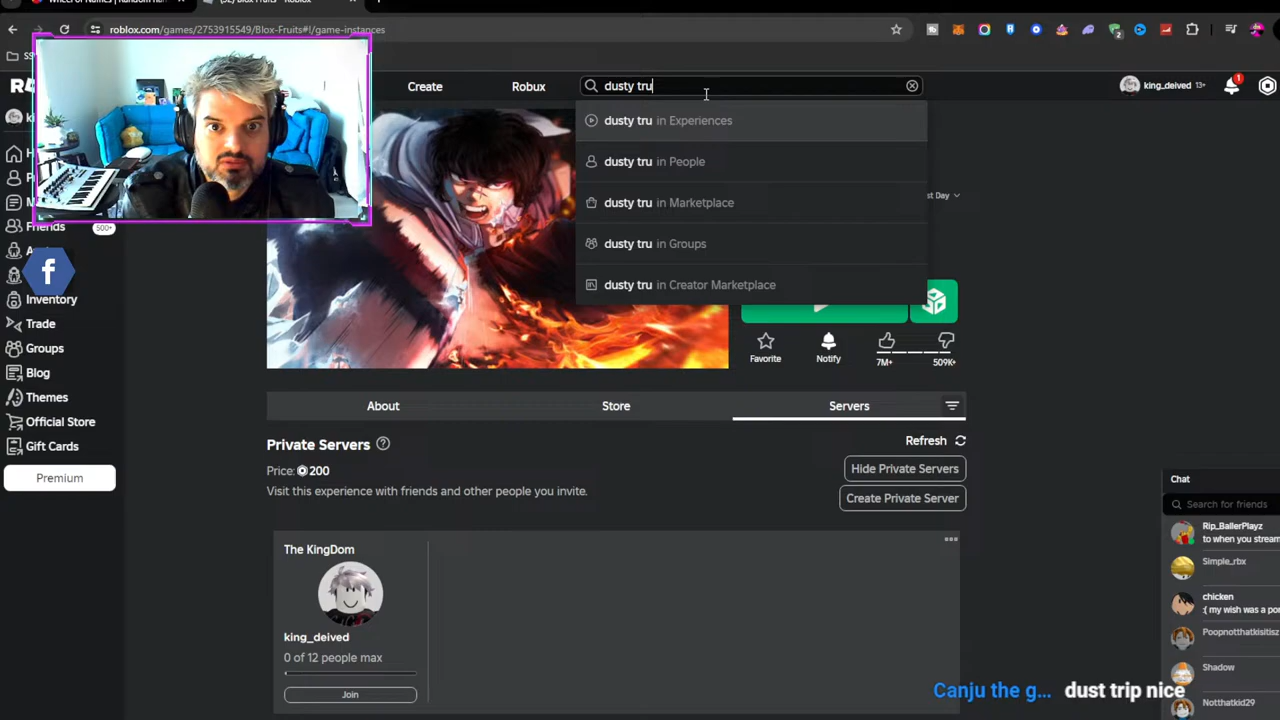 roblox.com/games/2753915549/Blox-Fruits#!/game-instances
Create
Robux
dusty tru
king_deived 13+
1
dusty tru in Experiences
dusty tru in People
dusty tru in Marketplace
dusty tru in Groups
dusty tru in Creator Marketplace
st Day
Friends
500+
Inventory
Trade
Groups
Blog
Themes
Official Store
Gift Cards
Premium
Favorite
Notify
7M+
509K+
About
Store
Servers
Private Servers
Refresh
Price: 200
Hide Private Servers
Visit this experience with friends and other people you invite.
Create Private Server
The KingDom
king_deived
0 of 12 people max
Join
Chat
Search for friends
Rip_BallerPlayz
to when you stream
Simple_rbx
chicken
:( my wish was a por
Poopnotthatkisitisz
Shadow
Notthatkid29
Canju the g... dust trip nice